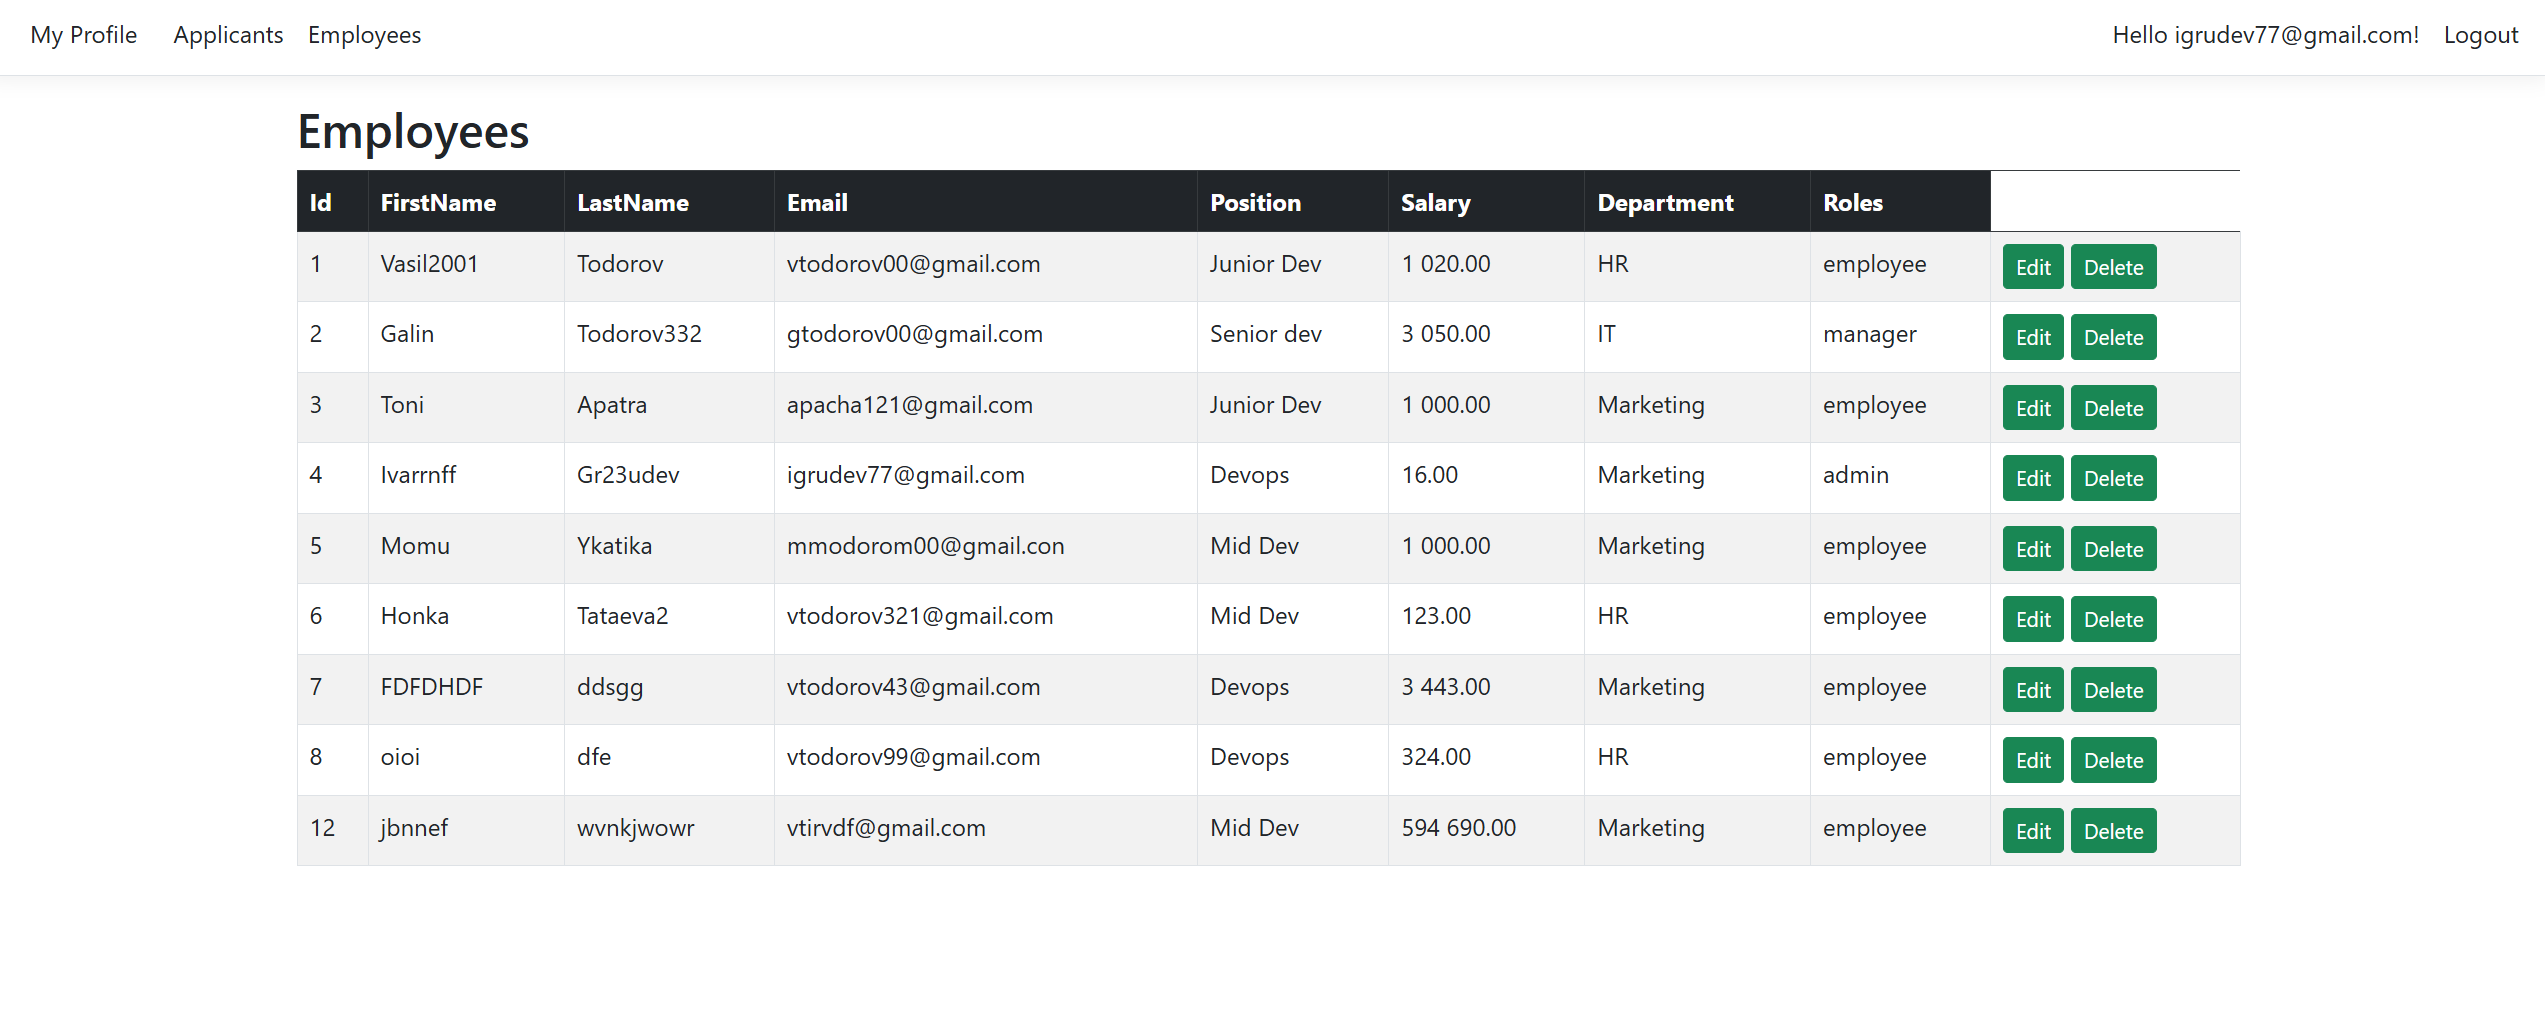 My Profile Applicants Employees Hello igrudev77@gmail.com! Logout
Employees
Id FirstName LastName Email Position Salary Department Roles
1 Vasil2001 Todorov vtodorov00@gmail.com Junior Dev 1 020.00 HR employee Edit Delete
2 Galin Todorov332 gtodorov00@gmail.com Senior dev 3 050.00 IT manager Edit Delete
3 Toni Apatra apacha121@gmail.com Junior Dev 1 000.00 Marketing employee Edit Delete
4 Ivarrnff Gr23udev igrudev77@gmail.com Devops 16.00 Marketing admin Edit Delete
5 Momu Ykatika mmodorom00@gmail.con Mid Dev 1 000.00 Marketing employee Edit Delete
6 Honka Tataeva2 vtodorov321@gmail.com Mid Dev 123.00 HR employee Edit Delete
7 FDFDHDF ddsgg vtodorov43@gmail.com Devops 3 443.00 Marketing employee Edit Delete
8 oioi dfe vtodorov99@gmail.com Devops 324.00 HR employee Edit Delete
12 jbnnef wvnkjwowr vtirvdf@gmail.com Mid Dev 594 690.00 Marketing employee Edit Delete